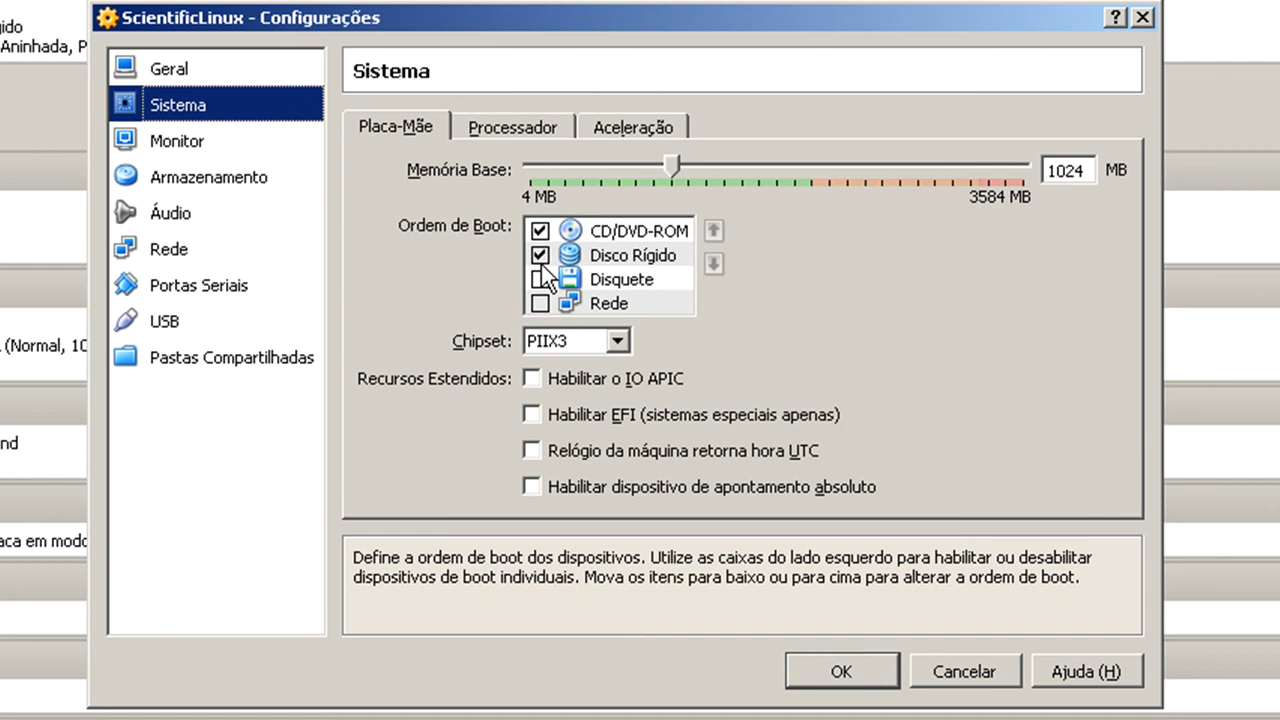 ScientificLinux - Configurações
ido
Aninhada, P
Geral
Sistema
Monitor
Armazenamento
Áudio
Rede
Portas Seriais
USB
Pastas Compartilhadas
(Normal, 10
nd
aca em modo
Sistema
Placa-Mãe
Processador
Aceleração
Memória Base:
1024 MB
4 MB
3584 MB
Ordem de Boot:
CD/DVD-ROM
Disco Rígido
Disquete
Rede
Chipset: PIIX3
Recursos Estendidos:
Habilitar o IO APIC
Habilitar EFI (sistemas especiais apenas)
Relógio da máquina retorna hora UTC
Habilitar dispositivo de apontamento absoluto
Define a ordem de boot dos dispositivos. Utilize as caixas do lado esquerdo para habilitar ou desabilitar
dispositivos de boot individuais. Mova os itens para baixo ou para cima para alterar a ordem de boot.
OK
Cancelar
Ajuda (H)